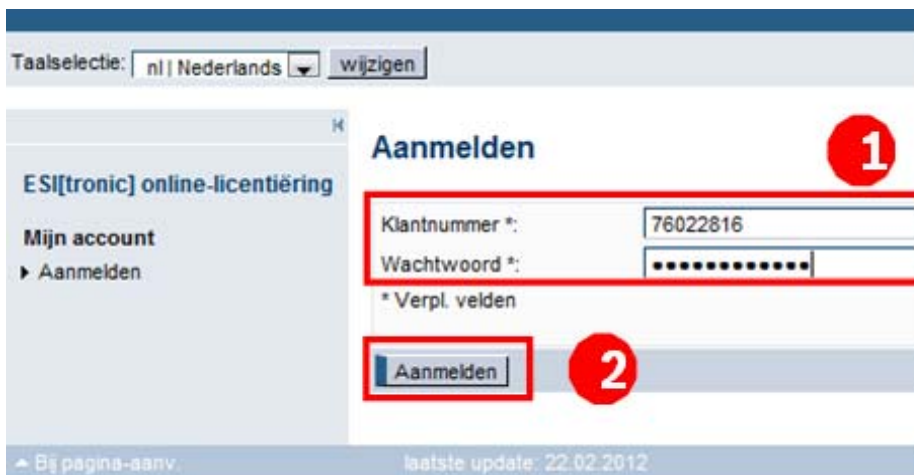 Taalselectie: nl | Nederlands wijzigen
ESI[tronic] online-licentiëring
Mijn account
Aanmelden
Aanmelden
1
Klantnummer *: 76022816
Wachtwoord *: ••••••••••••
* Verpl. velden
Aanmelden
2
Bij pagina-aanv. laatste update: 22.02.2012